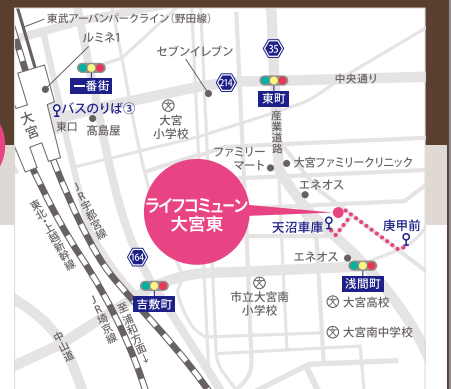 東武アーバンパークライン(野田線)
ルミネ1
セブンイレブン
35
一番街
214
中央通り
大宮
バスのりば③
東町
東口
髙島屋
文
大宮
小学校
産業道路
ファミリー
マート
大宮ファミリークリニック
エネオス
ライフコミューン
大宮東
天沼車庫
庚甲前
JR宇都宮線
東北・上越新幹線
164
エネオス
浅間町
吉敷町
文
市立大宮南
小学校
文 大宮高校
文 大宮南中学校
JR埼京線
至浦和方面→
中山道